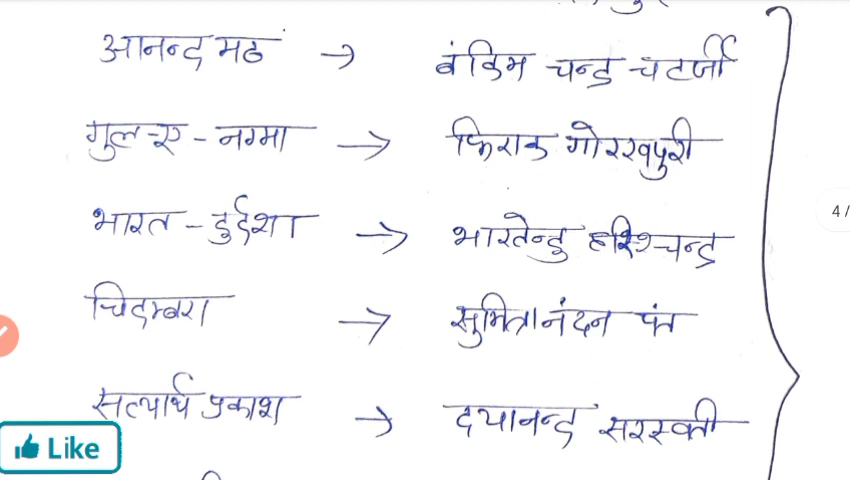 आनन्द मठ → बंकिम चन्द्र चटर्जी
गुल-ए-नग्मा → फिराक गोरखपुरी
भारत-दुर्दशा → भारतेन्दु हरिश्चन्द्र
4/
चिदम्बरा → सुमित्रानंदन पंत
सत्यार्थ प्रकाश → दयानन्द सरस्वती
Like